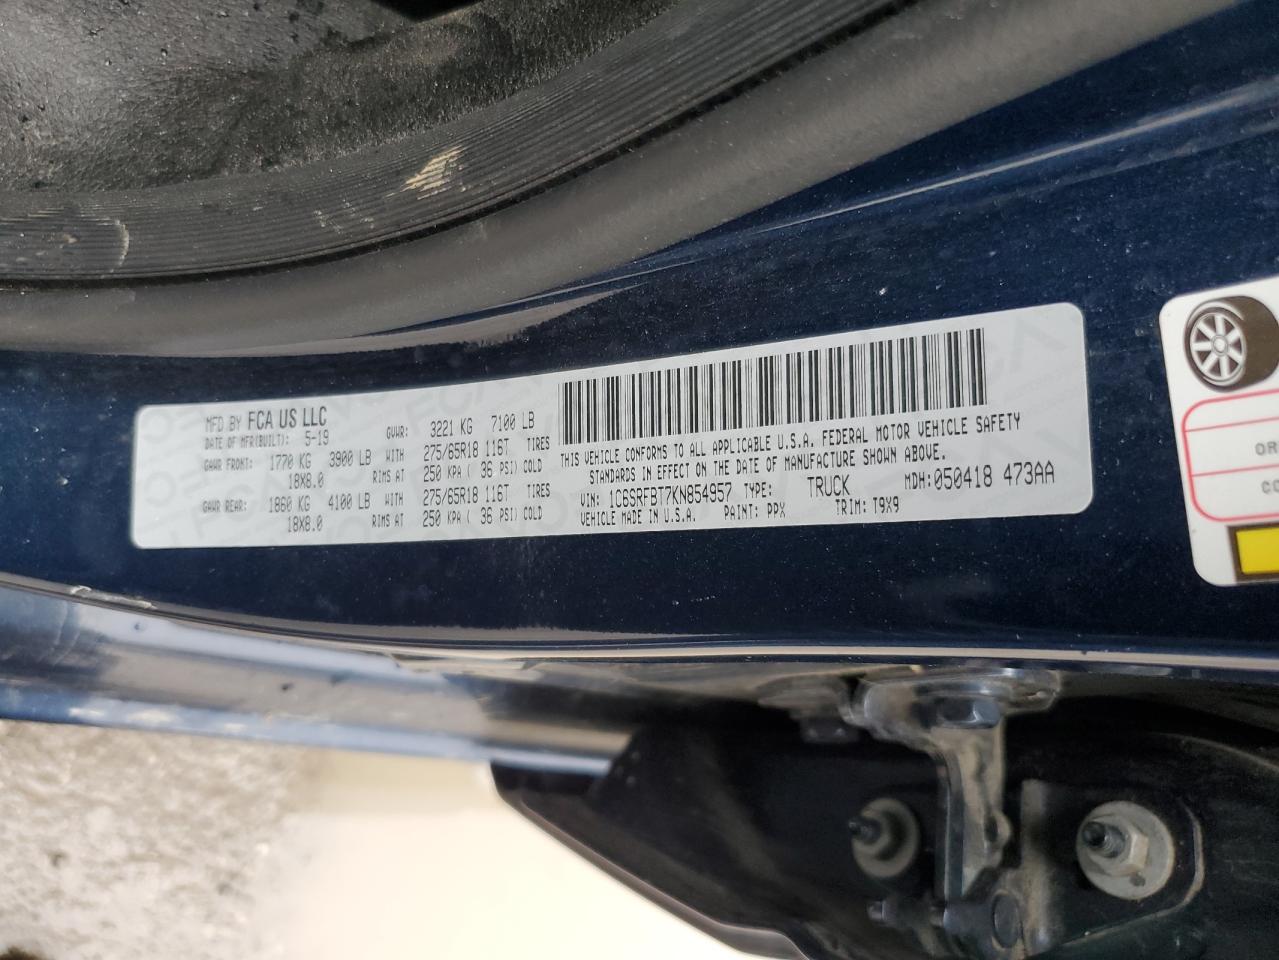 MFD BY FCA US LLC
DATE OF MFR(BUILT): 5-19 GVWR: 3221 KG 7100 LB
GAWR FRONT: 1770 KG 3900 LB WITH 275/65R18 116T TIRES
18X8.0 RIMS AT 250 KPA ( 36 PSI) COLD
GAWR REAR: 1860 KG 4100 LB WITH 275/65R18 116T TIRES
18X8.0 RIMS AT 250 KPA ( 36 PSI) COLD
THIS VEHICLE CONFORMS TO ALL APPLICABLE U.S.A. FEDERAL MOTOR VEHICLE SAFETY
STANDARDS IN EFFECT ON THE DATE OF MANUFACTURE SHOWN ABOVE.
VIN: 1C6SRFBT7KN854957 TYPE: TRUCK MDH: 050418 473AA
VEHICLE MADE IN U.S.A. PAINT: PPX TRIM: T9X9
OR
CO